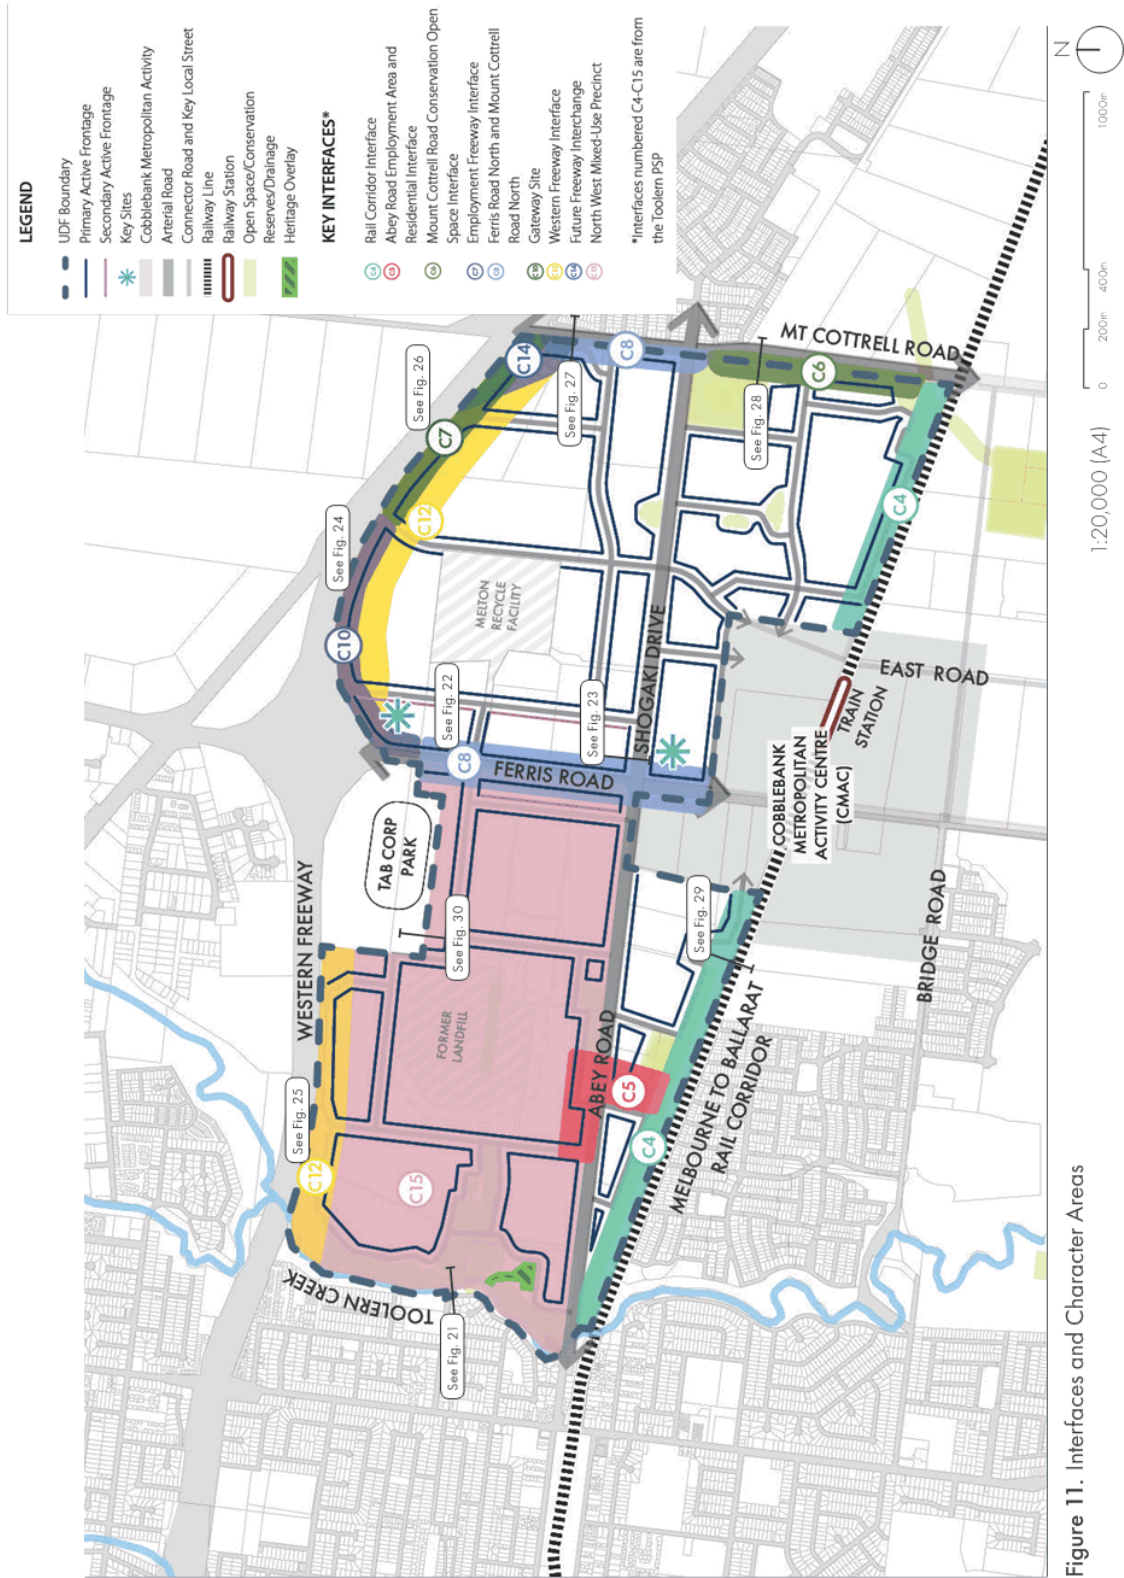 LEGEND
UDF Boundary
Primary Active Frontage
Secondary Active Frontage
Key Sites
Cobblebank Metropolitan Activity
Arterial Road
Connector Road and Key Local Street
Railway Line
Railway Station
Open Space/Conservation
Reserves/Drainage
Heritage Overlay
KEY INTERFACES*
C4 Rail Corridor Interface
C5 Abey Road Employment Area and
Residential Interface
C6 Mount Cottrell Road Conservation Open
Space Interface
C7 Employment Freeway Interface
C8 Ferris Road North and Mount Cottrell
Road North
C10 Gateway Site
C12 Western Freeway Interface
C14 Future Freeway Interchange
C15 North West Mixed-Use Precinct
*Interfaces numbered C4-C15 are from
the Toolern PSP
WESTERN FREEWAY
TOOLERN CREEK
See Fig. 21
See Fig. 25
C12
C15
FORMER
LANDFILL
See Fig. 30
TAB CORP
PARK
ABEY ROAD
C5
C4
MELBOURNE TO BALLARAT
RAIL CORRIDOR
See Fig. 29
BRIDGE ROAD
FERRIS ROAD
C8
See Fig. 22
See Fig. 23
C10
See Fig. 24
C12
MELTON
RECYCLE
FACILITY
SHOGAKI DRIVE
COBBLEBANK
METROPOLITAN
ACTIVITY CENTRE
(CMAC)
TRAIN
STATION
EAST ROAD
C7
See Fig. 26
C14
See Fig. 27
C8
See Fig. 28
C6
MT COTTRELL ROAD
C4
N
0 200m 400m 1000m
1:20,000 (A4)
Figure 11. Interfaces and Character Areas